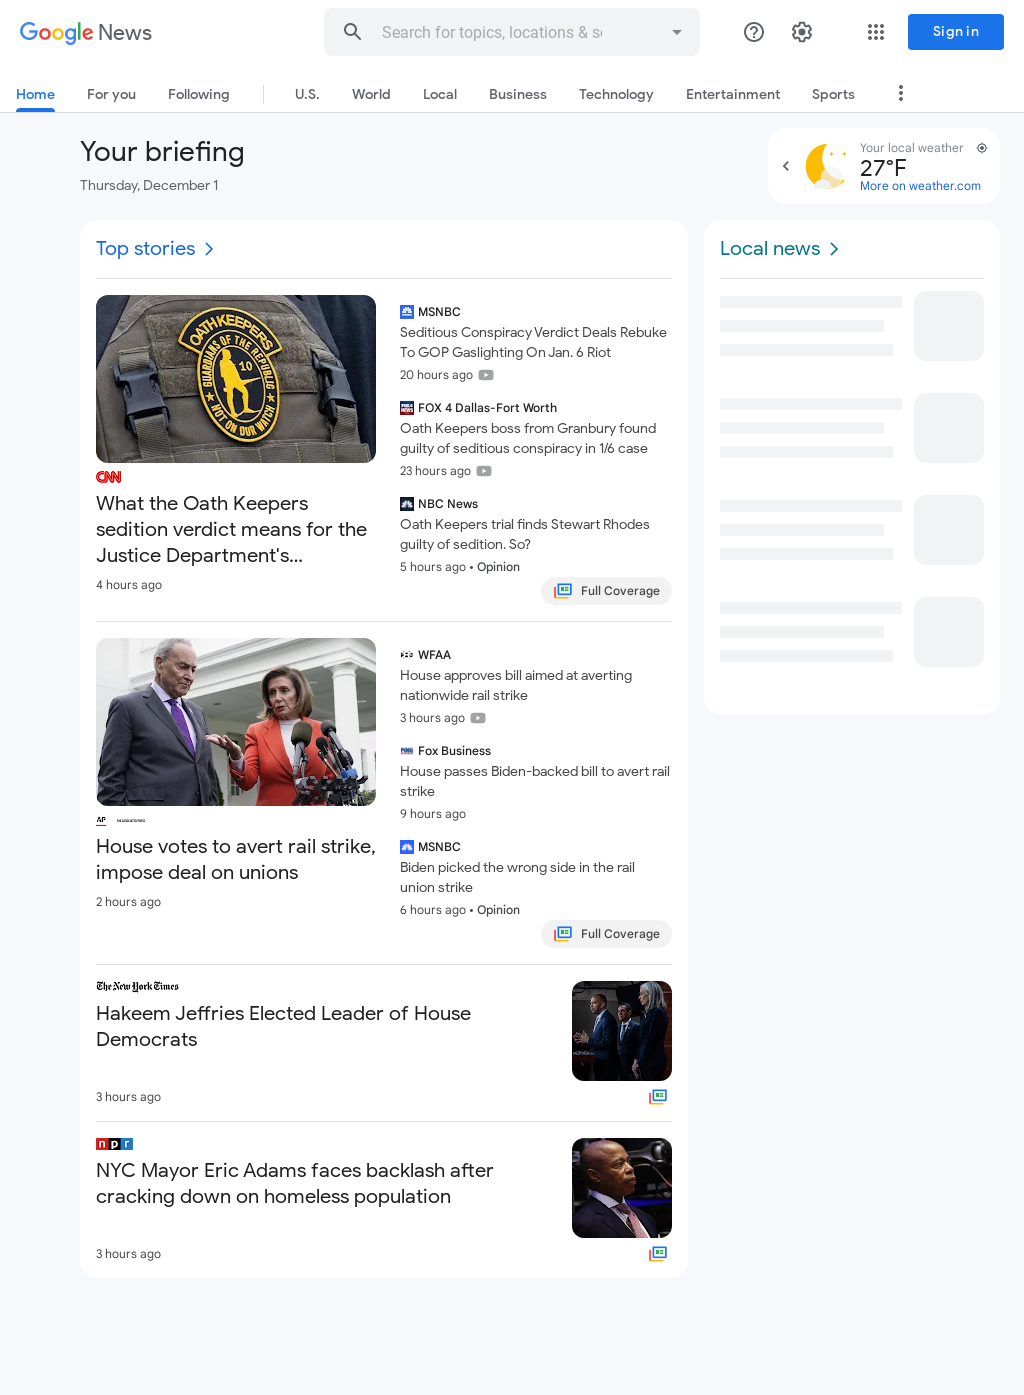 Google News
Search for topics, locations & so
Sign in
Home
For you
Following
U.S.
World
Local
Business
Technology
Entertainment
Sports
Your briefing
Thursday, December 1
Your local weather
27°F
More on weather.com
Top stories
OATH KEEPERS
GUARDIANS OF THE REPUBLIC
10
NOT ON OUR WATCH
CNN
What the Oath Keepers
sedition verdict means for the
Justice Department's...
4 hours ago
MSNBC
Seditious Conspiracy Verdict Deals Rebuke
To GOP Gaslighting On Jan. 6 Riot
20 hours ago
FOX 4 Dallas-Fort Worth
Oath Keepers boss from Granbury found
guilty of seditious conspiracy in 1/6 case
23 hours ago
NBC News
Oath Keepers trial finds Stewart Rhodes
guilty of sedition. So?
5 hours ago • Opinion
Full Coverage
AP
House votes to avert rail strike,
impose deal on unions
2 hours ago
WFAA
House approves bill aimed at averting
nationwide rail strike
3 hours ago
Fox Business
House passes Biden-backed bill to avert rail
strike
9 hours ago
MSNBC
Biden picked the wrong side in the rail
union strike
6 hours ago • Opinion
Full Coverage
The New York Times
Hakeem Jeffries Elected Leader of House
Democrats
3 hours ago
npr
NYC Mayor Eric Adams faces backlash after
cracking down on homeless population
3 hours ago
Local news